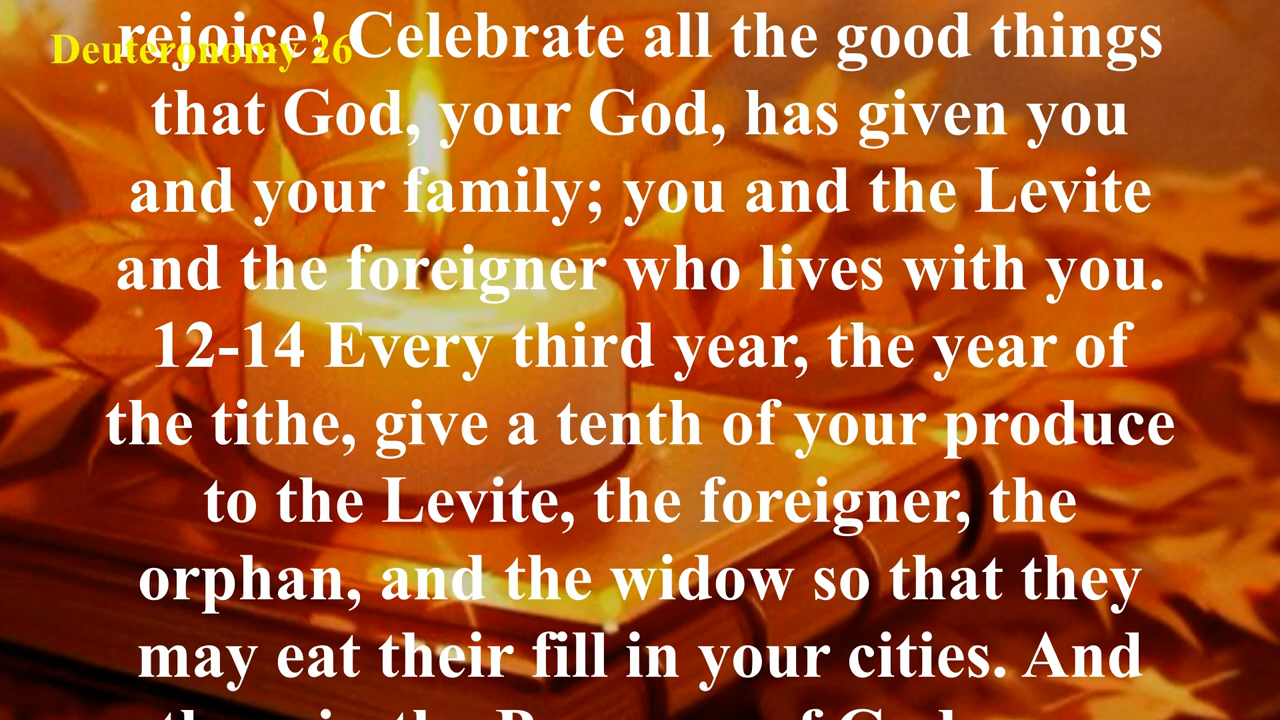 Deuteronomy 26
rejoice! Celebrate all the good things
that God, your God, has given you
and your family; you and the Levite
and the foreigner who lives with you.
12-14 Every third year, the year of
the tithe, give a tenth of your produce
to the Levite, the foreigner, the
orphan, and the widow so that they
may eat their fill in your cities. And